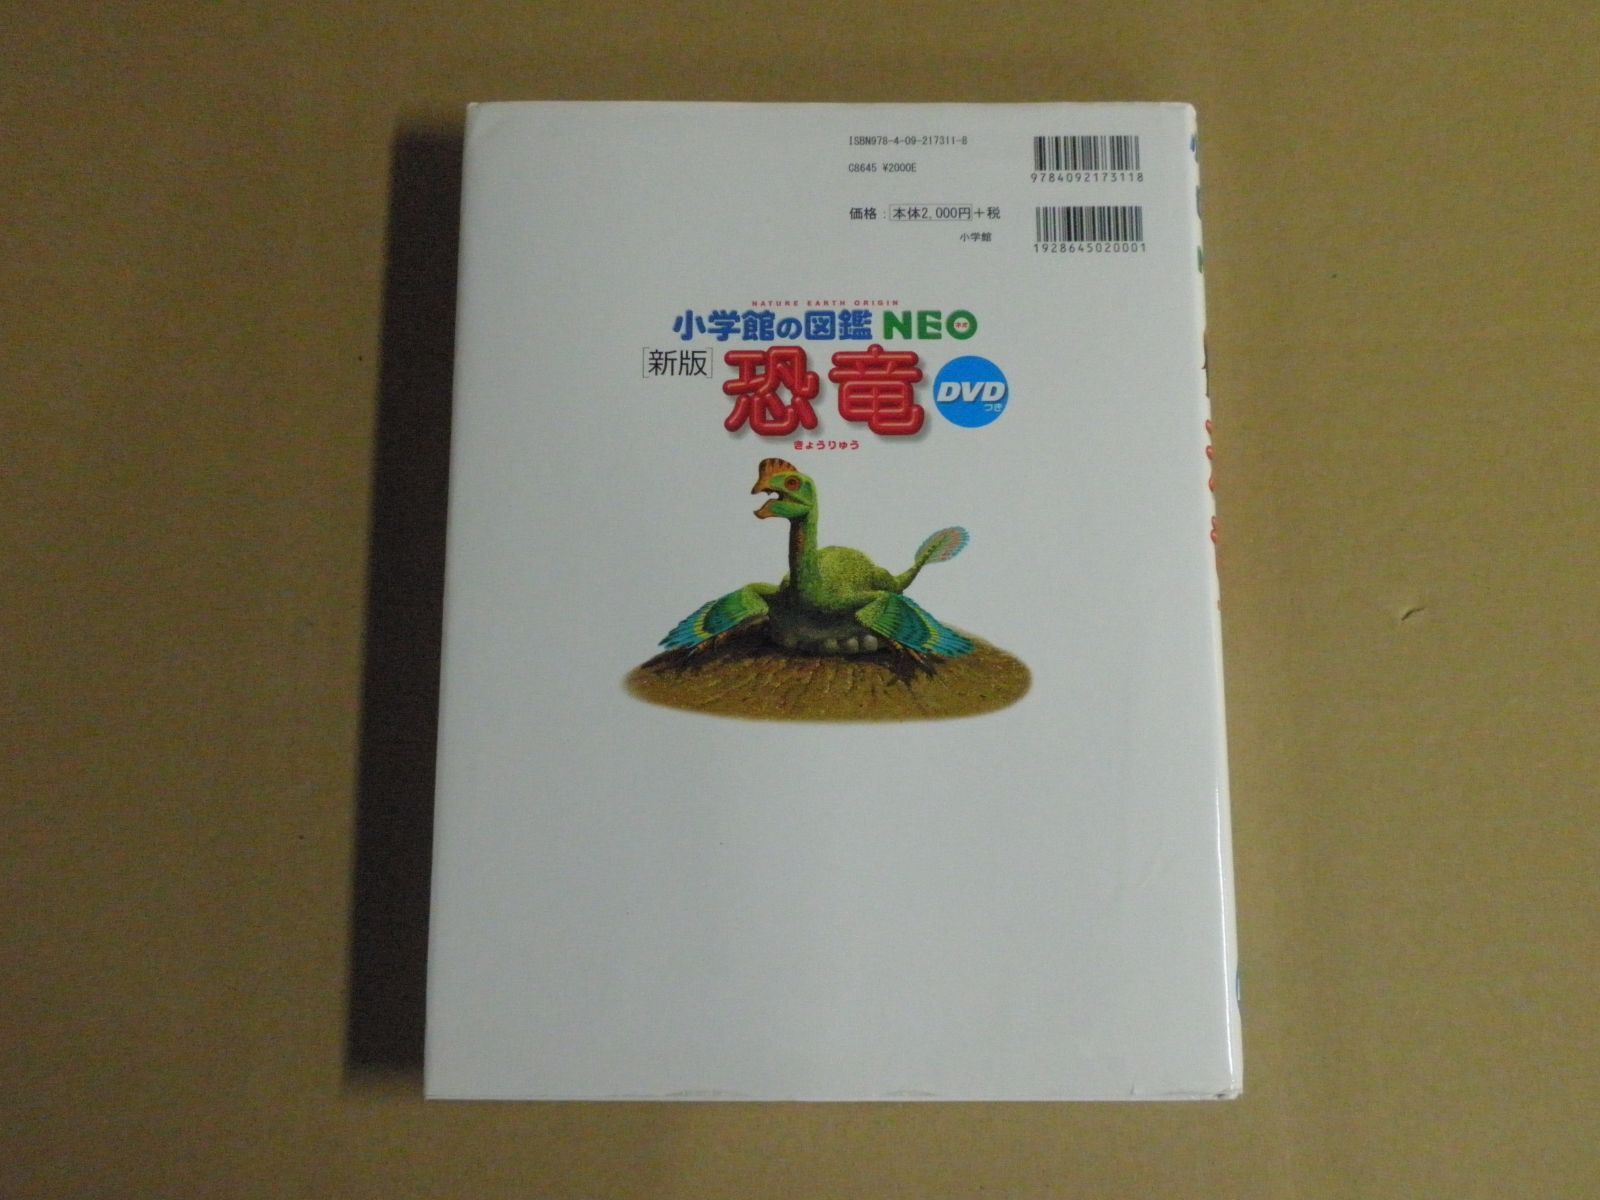 ISBN978-4-09-217311-8
C8645 ¥2000E
価格：本体2,000円+税
小学館
9784092173118
1928645020001
NATURE EARTH ORIGIN
小学館の図鑑 NEO
ネオ
[新版] 恐竜 DVD
つき
きょうりゅう